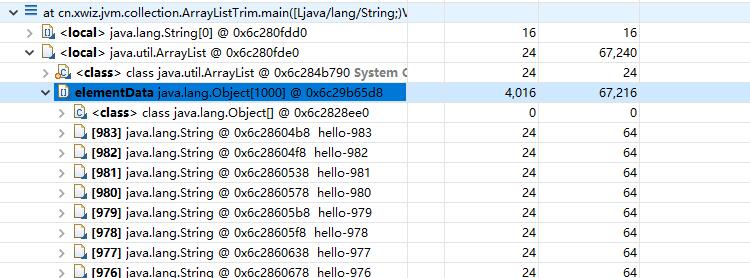 at cn.xwiz.jvm.collection.ArrayListTrim.main([Ljava/lang/String;)V
<local> java.lang.String[0] @ 0x6c280fdd0 16 16
<local> java.util.ArrayList @ 0x6c280fde0 24 67,240
<class> class java.util.ArrayList @ 0x6c284b790 System C 24 24
elementData java.lang.Object[1000] @ 0x6c29b65d8 4,016 67,216
<class> class java.lang.Object[] @ 0x6c2828ee0 0 0
[983] java.lang.String @ 0x6c28604b8 hello-983 24 64
[982] java.lang.String @ 0x6c28604f8 hello-982 24 64
[981] java.lang.String @ 0x6c2860538 hello-981 24 64
[980] java.lang.String @ 0x6c2860578 hello-980 24 64
[979] java.lang.String @ 0x6c28605b8 hello-979 24 64
[978] java.lang.String @ 0x6c28605f8 hello-978 24 64
[977] java.lang.String @ 0x6c2860638 hello-977 24 64
[976] java.lang.String @ 0x6c2860678 hello-976 24 64